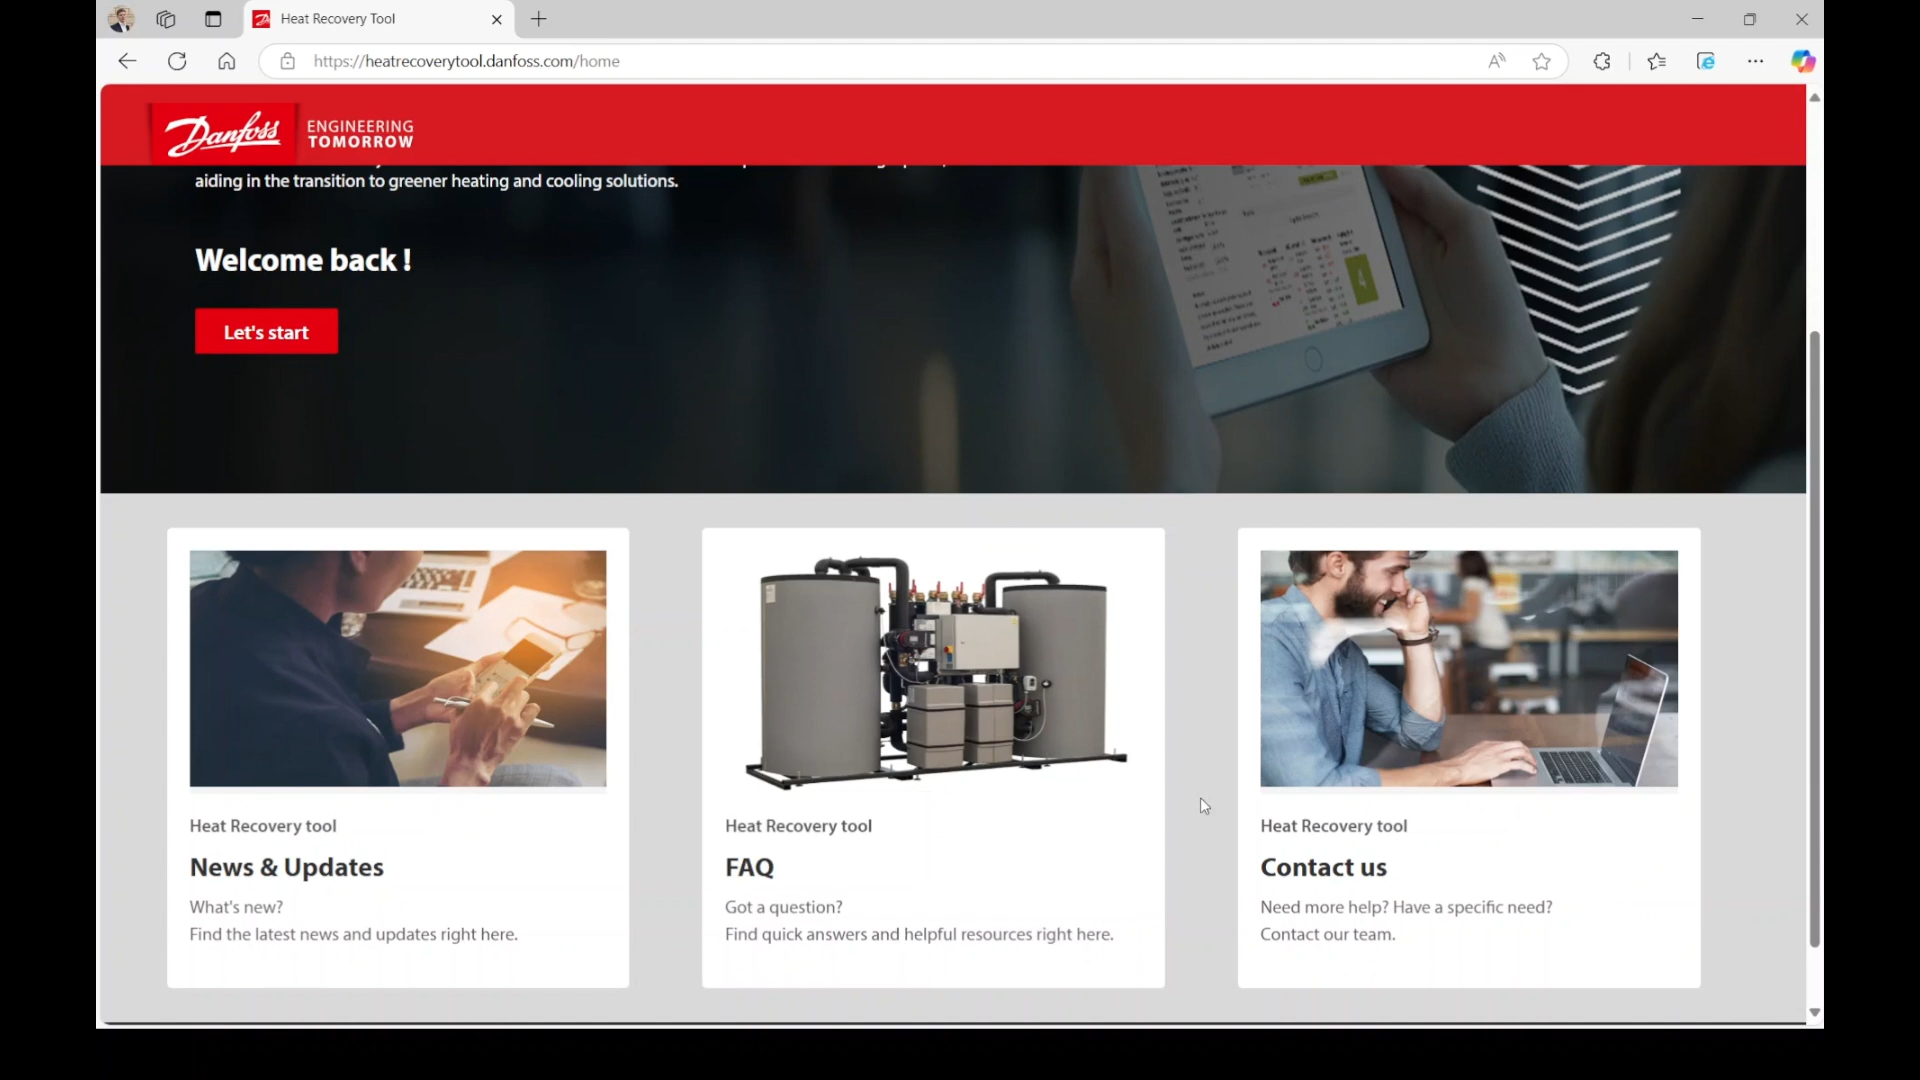 Heat Recovery Tool
https://heatrecoverytool.danfoss.com/home
Danfoss
ENGINEERING
TOMORROW
aiding in the transition to greener heating and cooling solutions.
Welcome back !
Let's start
Heat Recovery tool
News & Updates
What's new?
Find the latest news and updates right here.
Heat Recovery tool
FAQ
Got a question?
Find quick answers and helpful resources right here.
Heat Recovery tool
Contact us
Need more help? Have a specific need?
Contact our team.